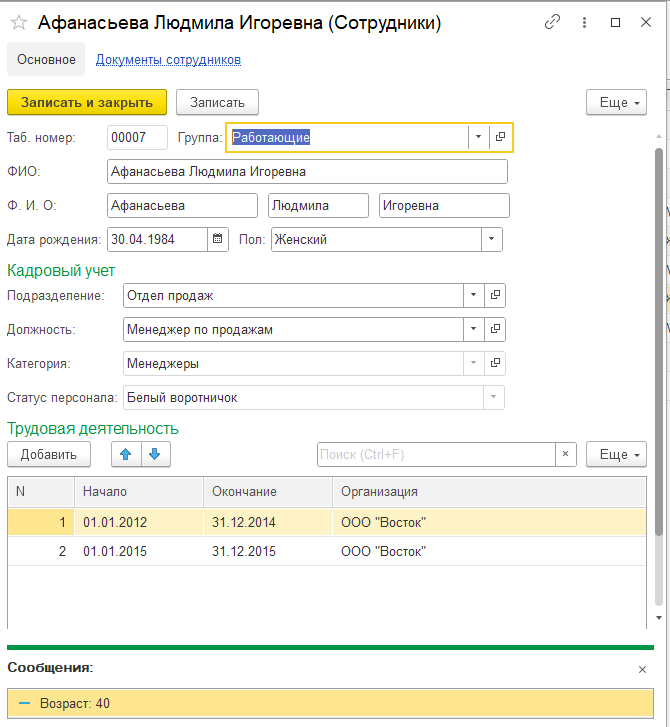 Афанасьева Людмила Игоревна (Сотрудники)
Основное Документы сотрудников
Записать и закрыть Записать Еще
Таб. номер: 00007 Группа: Работающие
ФИО: Афанасьева Людмила Игоревна
Ф. И. О: Афанасьева Людмила Игоревна
Дата рождения: 30.04.1984 Пол: Женский
Кадровый учет
Подразделение: Отдел продаж
Должность: Менеджер по продажам
Категория: Менеджеры
Статус персонала: Белый воротничок
Трудовая деятельность
Добавить Поиск (Ctrl+F) × Еще
N Начало Окончание Организация
1 01.01.2012 31.12.2014 ООО "Восток"
2 01.01.2015 31.12.2015 ООО "Восток"
Сообщения:
Возраст: 40